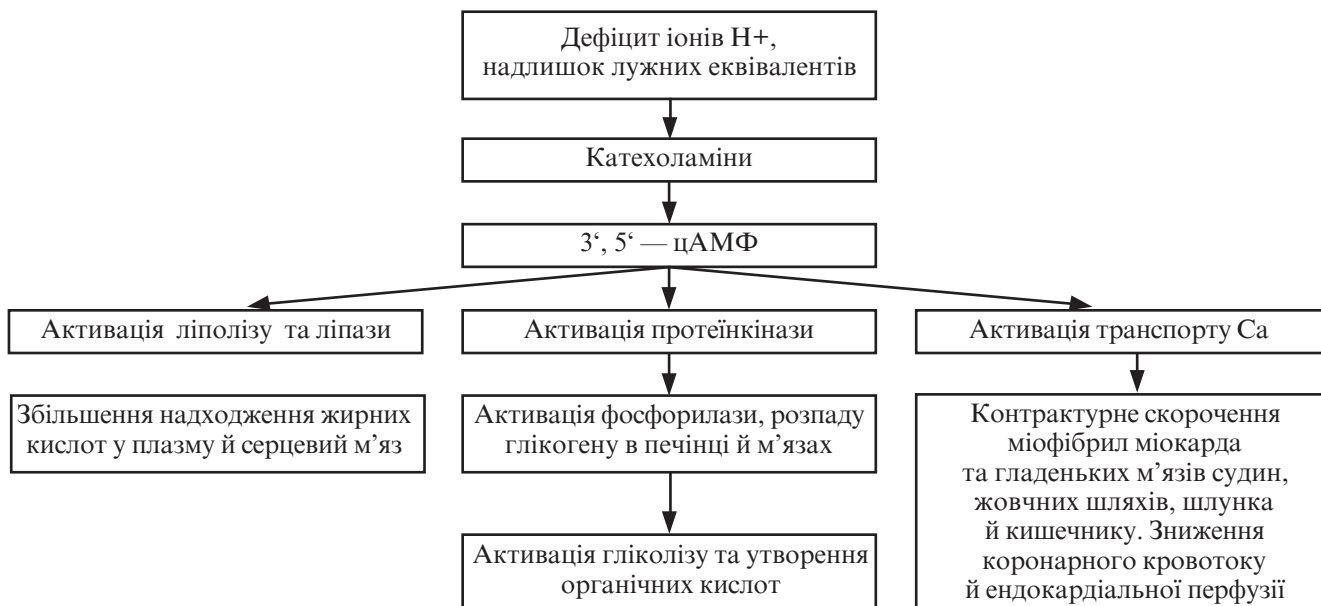 Дефіцит іонів Н+,
надлишок лужних еквівалентів
Катехоламіни
3‘, 5‘ — цАМФ
Активація ліполізу та ліпази
Активація протеїнкінази
Активація транспорту Са
Збільшення надходження жирних
кислот у плазму й серцевий м’яз
Активація фосфорилази, розпаду
глікогену в печінці й м’язах
Контрактурне скорочення
міофібрил міокарда
та гладеньких м’язів судин,
жовчних шляхів, шлунка
й кишечнику. Зниження
коронарного кровотоку
й ендокардіальної перфузії
Активація гліколізу та утворення
органічних кислот